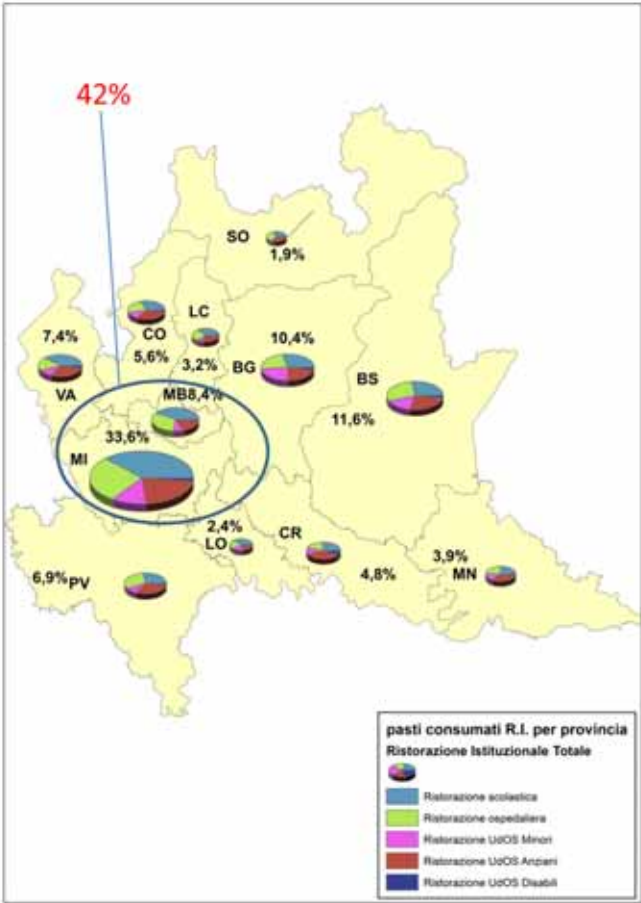 42%
SO
1,9%
LC
CO
7,4%
10,4%
5,6%
3,2%
BG
BS
VA
MB8,4%
11,6%
33,6%
MI
2,4%
LO
CR
3,9%
MN
6,9%PV
4,8%
pasti consumati R.I. per provincia
Ristorazione Istituzionale Totale
Ristorazione scolastica
Ristorazione ospedaliera
Ristorazione UdOS Minori
Ristorazione UdOS Anziani
Ristorazione UdOS Disabili